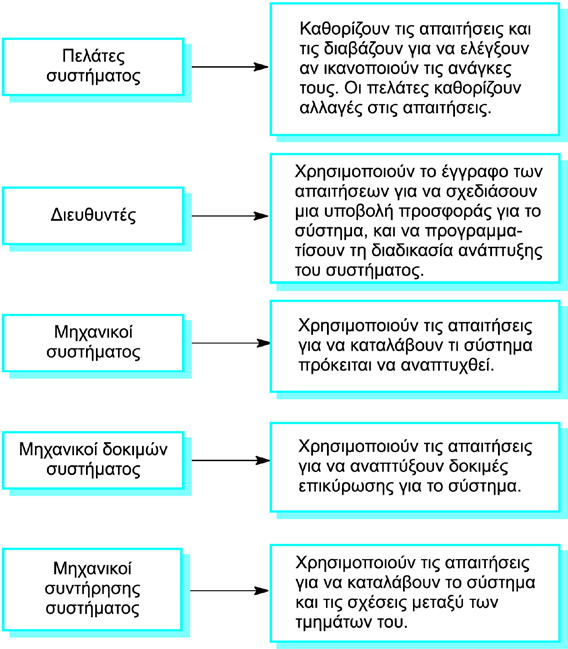 Πελάτες
συστήματος
Καθορίζουν τις απαιτήσεις και
τις διαβάζουν για να ελέγξουν
αν ικανοποιούν τις ανάγκες
τους. Οι πελάτες καθορίζουν
αλλαγές στις απαιτήσεις.
Διευθυντές
Χρησιμοποιούν το έγγραφο των
απαιτήσεων για να σχεδιάσουν
μια υποβολή προσφοράς για το
σύστημα, και να προγραμμα-
τίσουν τη διαδικασία ανάπτυξης
του συστήματος.
Μηχανικοί
συστήματος
Χρησιμοποιούν τις απαιτήσεις
για να καταλάβουν τι σύστημα
πρόκειται να αναπτυχθεί.
Μηχανικοί δοκιμών
συστήματος
Χρησιμοποιούν τις απαιτήσεις
για να αναπτύξουν δοκιμές
επικύρωσης για το σύστημα.
Μηχανικοί
συντήρησης
συστήματος
Χρησιμοποιούν τις απαιτήσεις
για να καταλάβουν το σύστημα
και τις σχέσεις μεταξύ των
τμημάτων του.